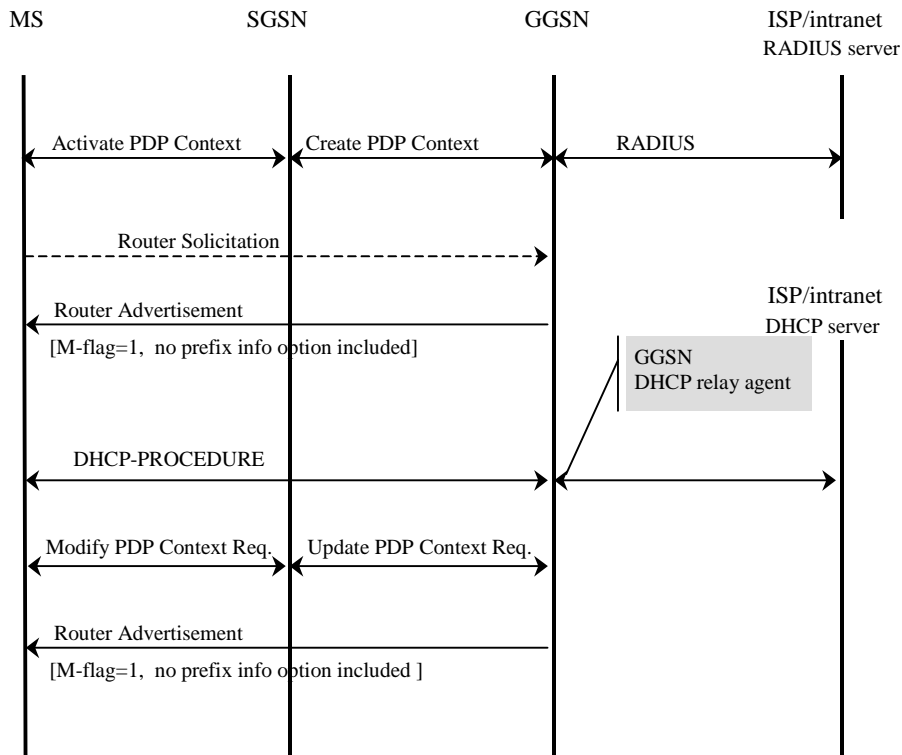 MS
SGSN
GGSN
ISP/intranet
RADIUS server
Activate PDP Context
Create PDP Context
RADIUS
Router Solicitation
Router Advertisement
[M-flag=1, no prefix info option included]
ISP/intranet
DHCP server
GGSN
DHCP relay agent
DHCP-PROCEDURE
Modify PDP Context Req.
Update PDP Context Req.
Router Advertisement
[M-flag=1, no prefix info option included ]